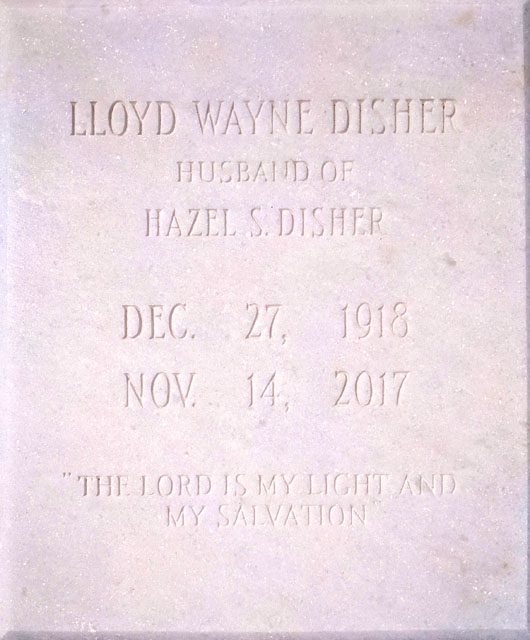 LLOYD WAYNE DISHER
HUSBAND OF
HAZEL S. DISHER
DEC. 27, 1918
NOV. 14, 2017
"THE LORD IS MY LIGHT AND
MY SALVATION"